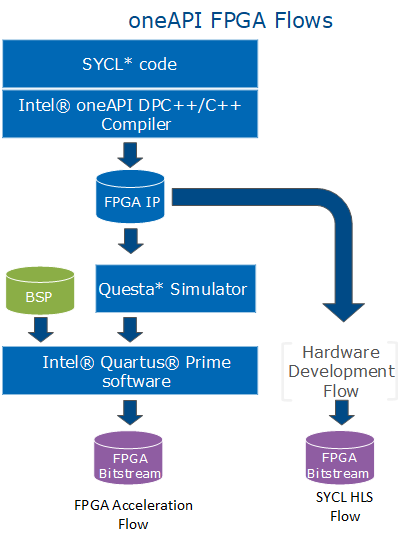 oneAPI FPGA Flows
SYCL* code
Intel® oneAPI DPC++/C++
Compiler
FPGA IP
BSP
Questa* Simulator
Intel® Quartus® Prime
software
Hardware
Development
Flow
FPGA
Bitstream
FPGA Acceleration
Flow
FPGA
Bitstream
SYCL HLS
Flow